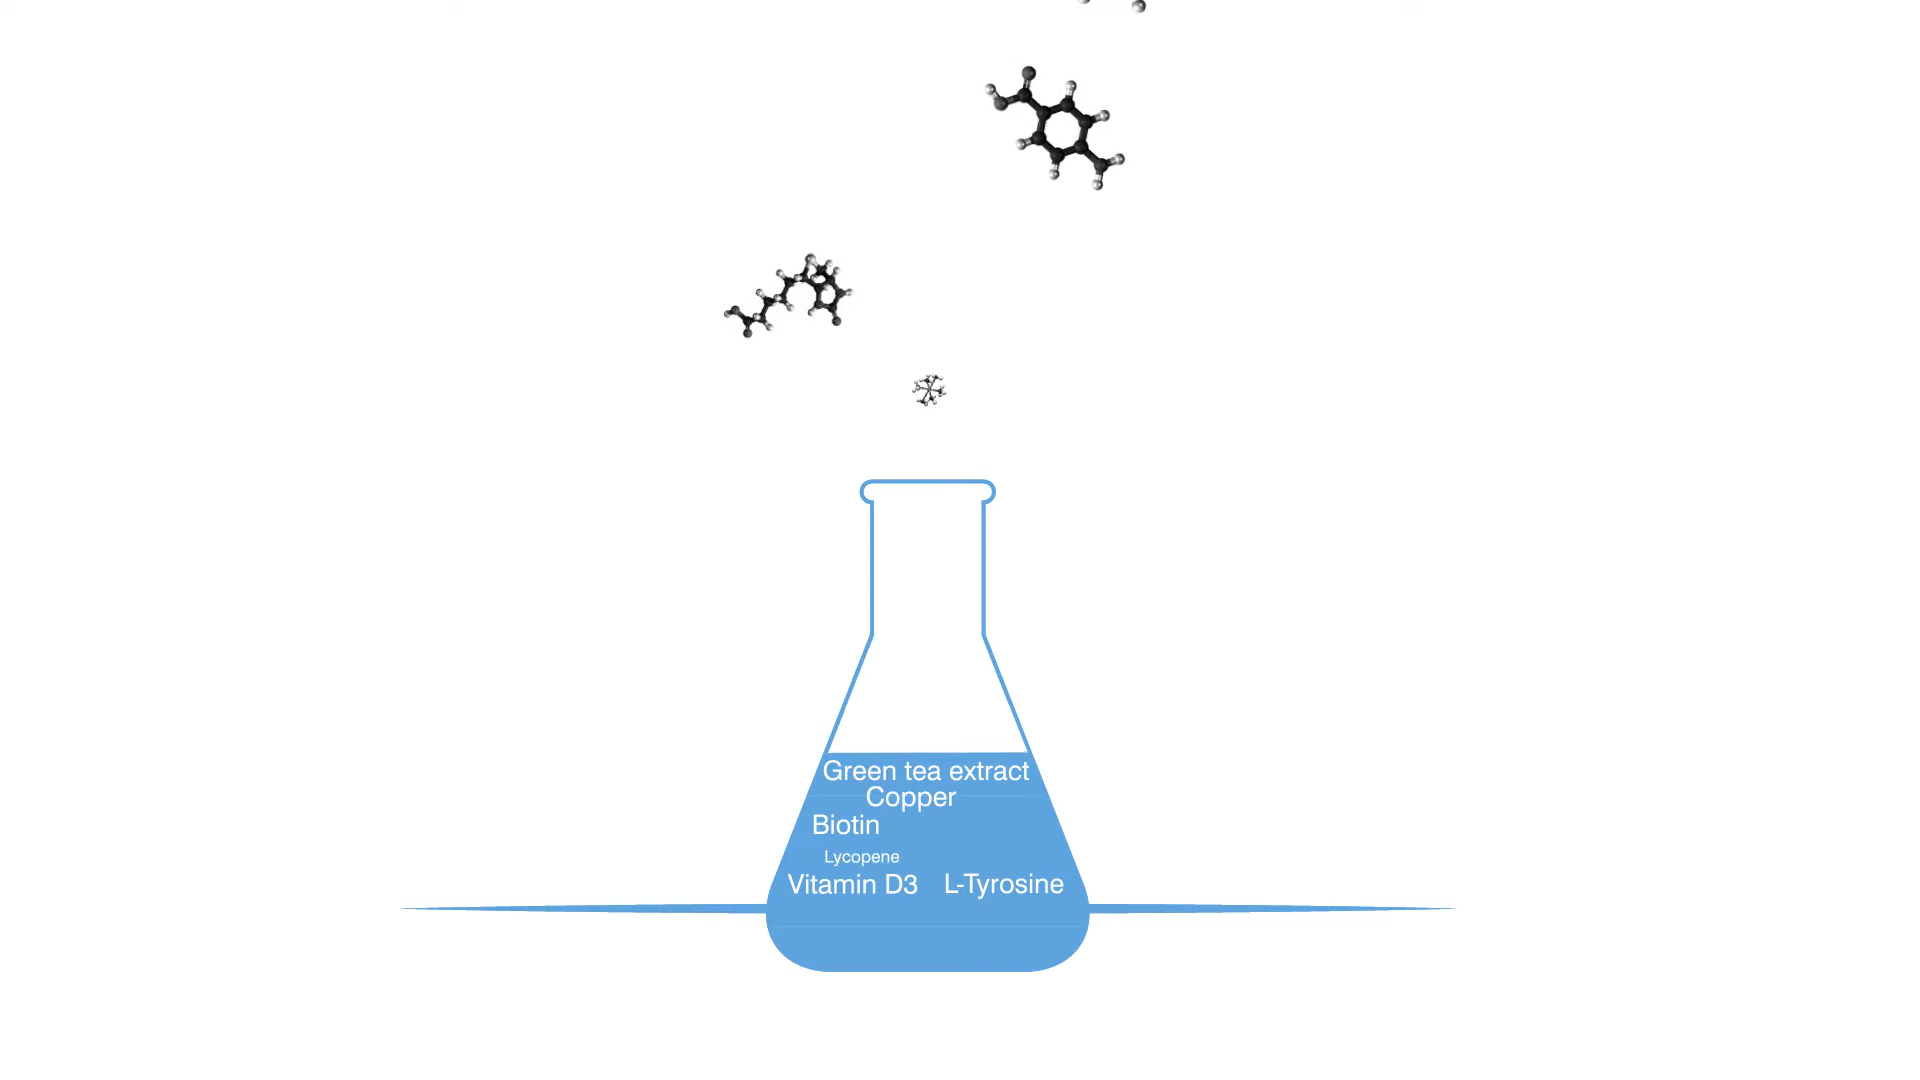 Green tea extract
Copper
Biotin
Lycopene
Vitamin D3 L-Tyrosine